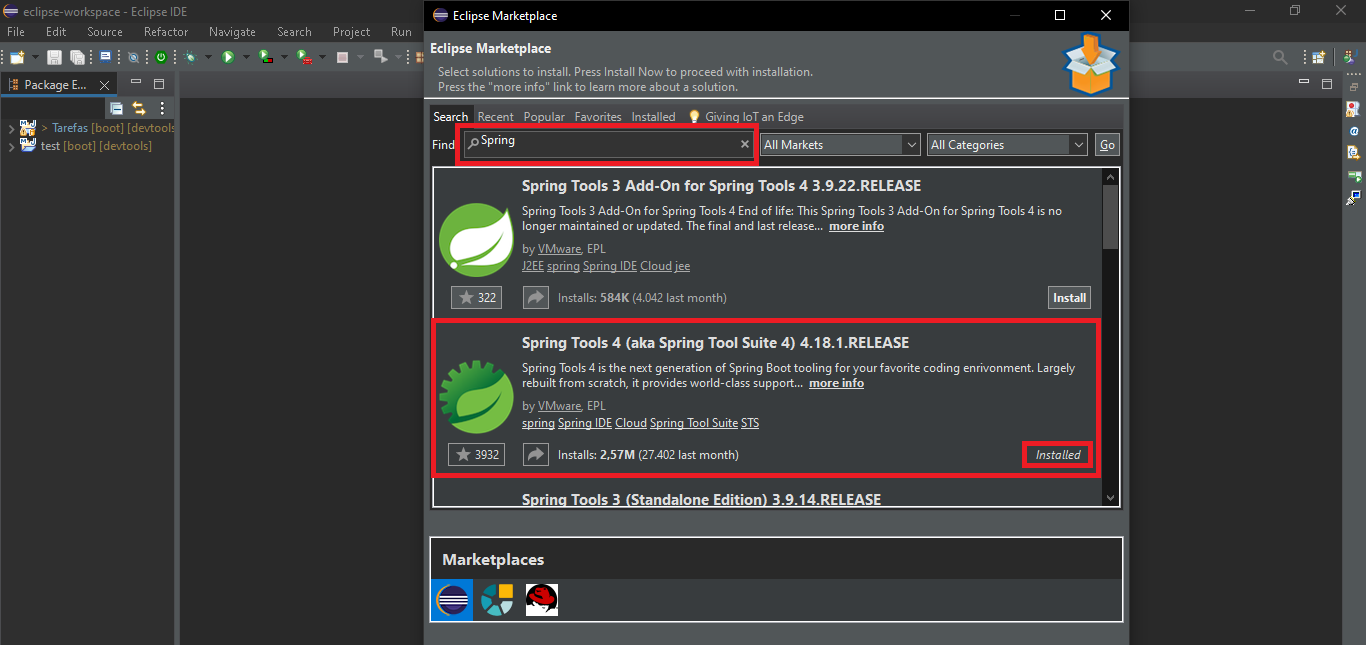 eclipse-workspace - Eclipse IDE
File Edit Source Refactor Navigate Search Project Run
Package E...
> Tarefas [boot] [devtools
test [boot] [devtools]
Eclipse Marketplace
Eclipse Marketplace
Select solutions to install. Press Install Now to proceed with installation.
Press the "more info" link to learn more about a solution.
Search Recent Popular Favorites Installed Giving IoT an Edge
Find Spring All Markets All Categories Go
Spring Tools 3 Add-On for Spring Tools 4 3.9.22.RELEASE
Spring Tools 3 Add-On for Spring Tools 4 End of life: This Spring Tools 3 Add-On for Spring Tools 4 is no
longer maintained or updated. The final and last release... more info
by VMware, EPL
J2EE spring Spring IDE Cloud jee
322 Installs: 584K (4.042 last month) Install
Spring Tools 4 (aka Spring Tool Suite 4) 4.18.1.RELEASE
Spring Tools 4 is the next generation of Spring Boot tooling for your favorite coding enrivonment. Largely
rebuilt from scratch, it provides world-class support... more info
by VMware, EPL
spring Spring IDE Cloud Spring Tool Suite STS
3932 Installs: 2,57M (27.402 last month) Installed
Spring Tools 3 (Standalone Edition) 3.9.14.RELEASE
Marketplaces